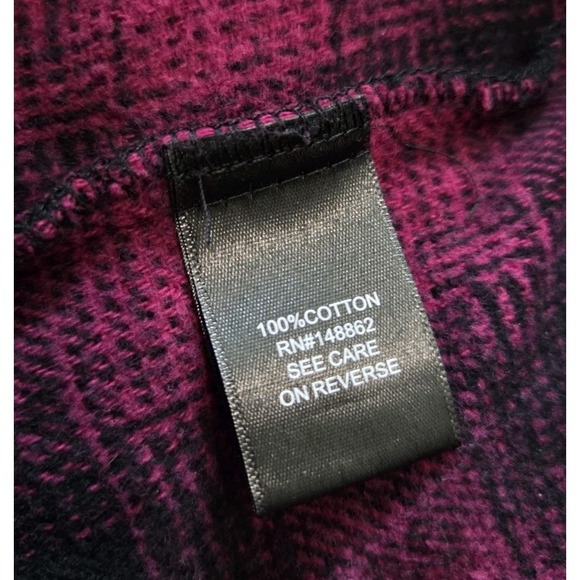 100%COTTON
RN#148862
SEE CARE
ON REVERSE